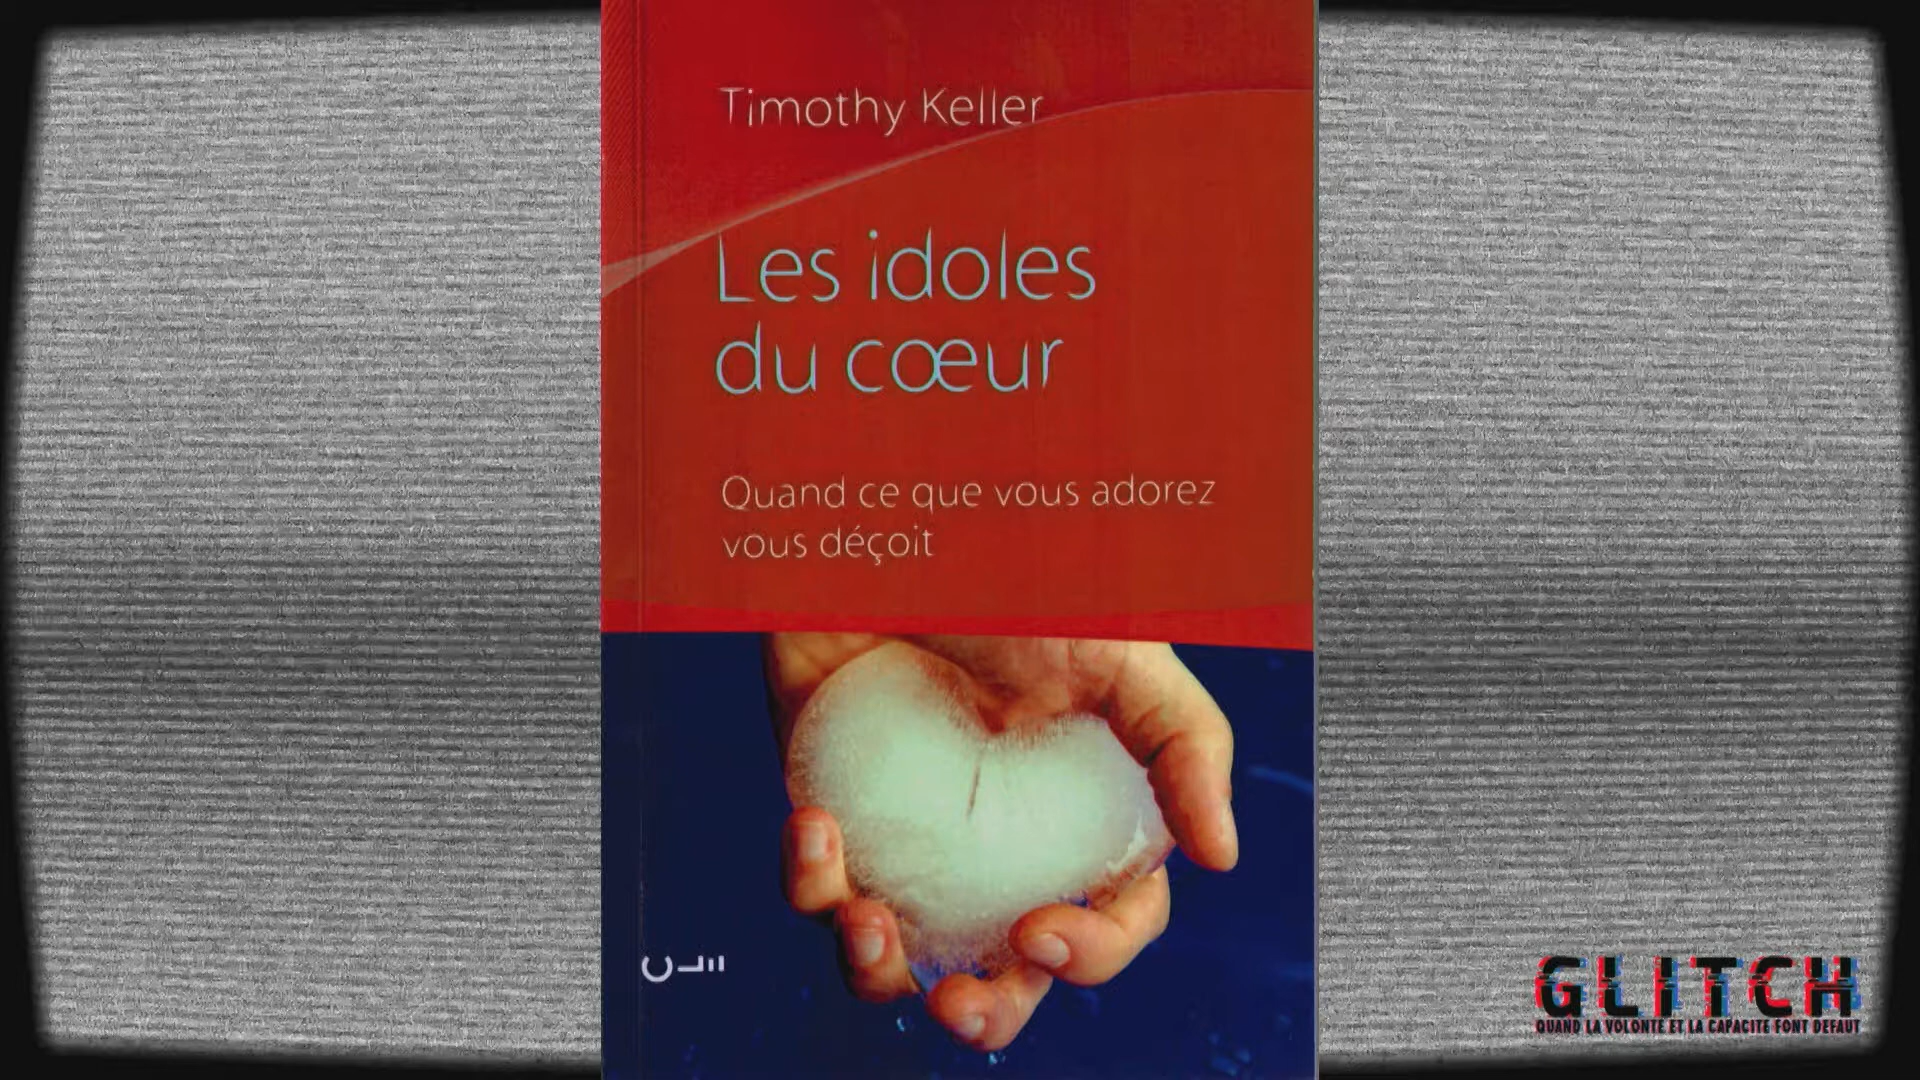 Timothy Keller
Les idoles
du cœur
Quand ce que vous adorez
vous déçoit
GLITCH
QUAND LA VOLONTE ET LA CAPACITE FONT DEFAUT